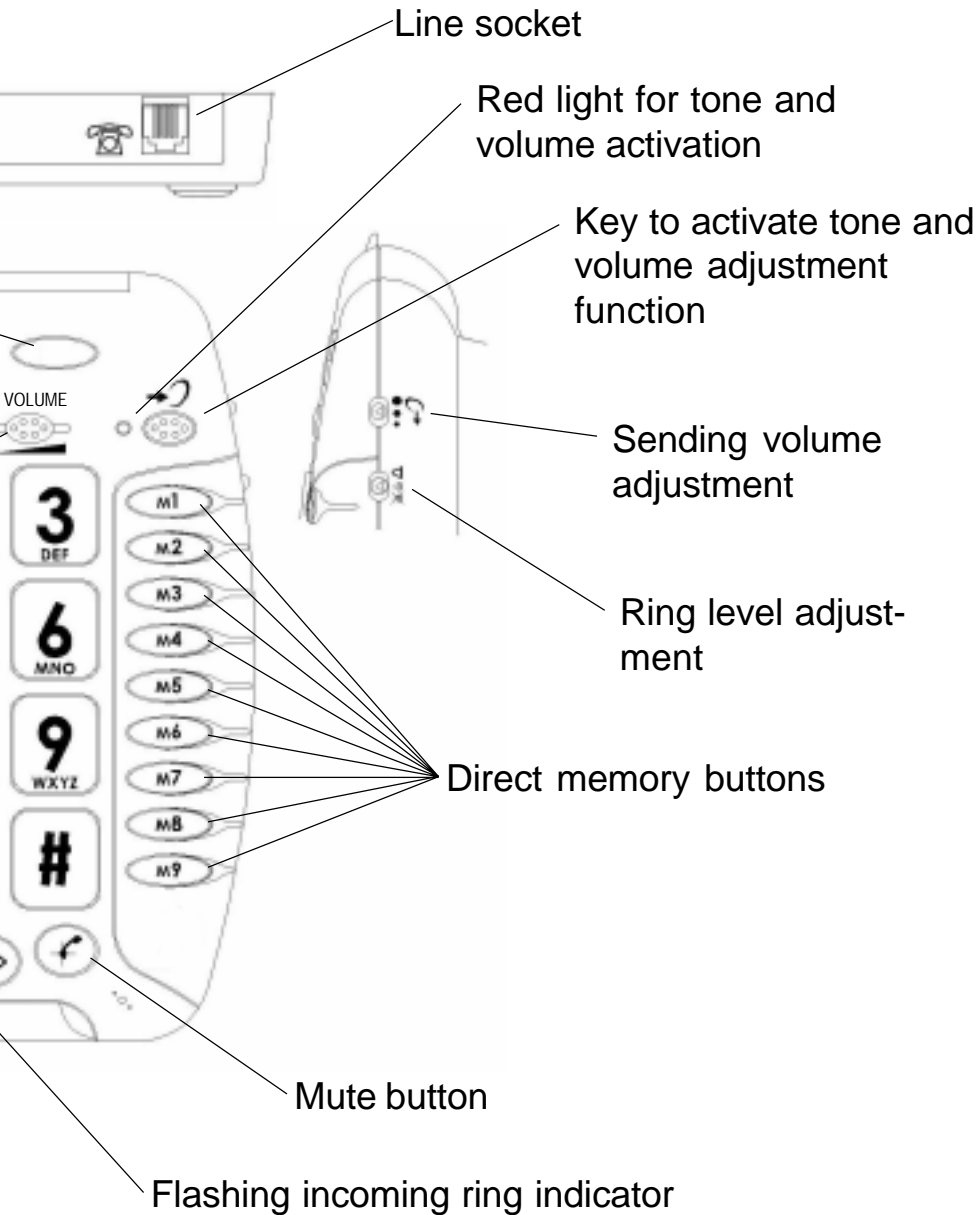 Line socket
Red light for tone and
volume activation
Key to activate tone and
volume adjustment
function
VOLUME
Sending volume
adjustment
3
DEF
M1
M2
M3
Ring level adjust-
ment
6
MNO
M4
M5
9
WXYZ
M6
M7
Direct memory buttons
M8
#
M9
Mute button
Flashing incoming ring indicator